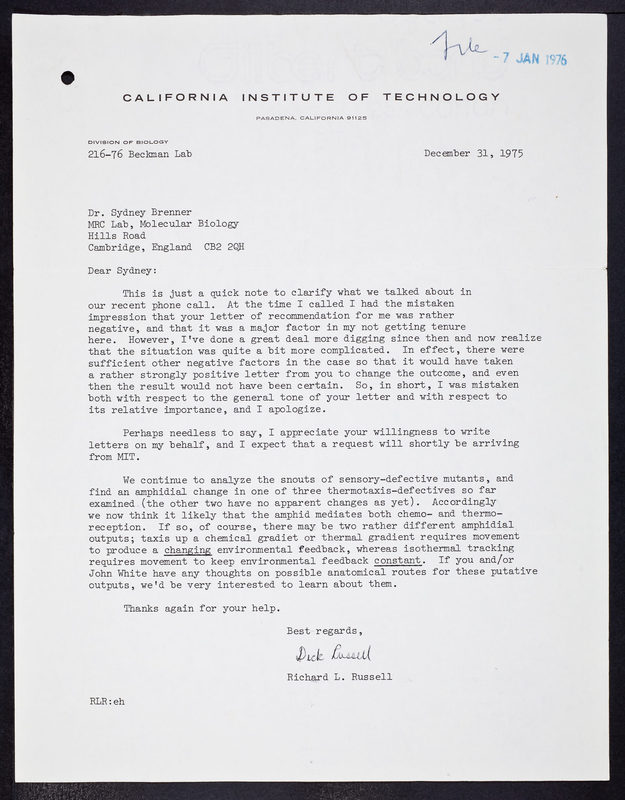 File
-7 JAN 1976
CALIFORNIA INSTITUTE OF TECHNOLOGY
PASADENA, CALIFORNIA 91125
DIVISION OF BIOLOGY
216-76 Beckman Lab
December 31, 1975
Dr. Sydney Brenner
MRC Lab, Molecular Biology
Hills Road
Cambridge, England CB2 2QH
Dear Sydney:
This is just a quick note to clarify what we talked about in
our recent phone call. At the time I called I had the mistaken
impression that your letter of recommendation for me was rather
negative, and that it was a major factor in my not getting tenure
here. However, I've done a great deal more digging since then and now realize
that the situation was quite a bit more complicated. In effect, there were
sufficient other negative factors in the case so that it would have taken
a rather strongly positive letter from you to change the outcome, and even
then the result would not have been certain. So, in short, I was mistaken
both with respect to the general tone of your letter and with respect to
its relative importance, and I apologize.
Perhaps needless to say, I appreciate your willingness to write
letters on my behalf, and I expect that a request will shortly be arriving
from MIT.
We continue to analyze the snouts of sensory-defective mutants, and
find an amphidial change in one of three thermotaxis-defectives so far
examined (the other two have no apparent changes as yet). Accordingly
we now think it likely that the amphid mediates both chemo- and thermo-
reception. If so, of course, there may be two rather different amphidial
outputs; taxis up a chemical gradiet or thermal gradient requires movement
to produce a changing environmental feedback, whereas isothermal tracking
requires movement to keep environmental feedback constant. If you and/or
John White have any thoughts on possible anatomical routes for these putative
outputs, we'd be very interested to learn about them.
Thanks again for your help.
Best regards,
Dick Russell
Richard L. Russell
RLR:eh